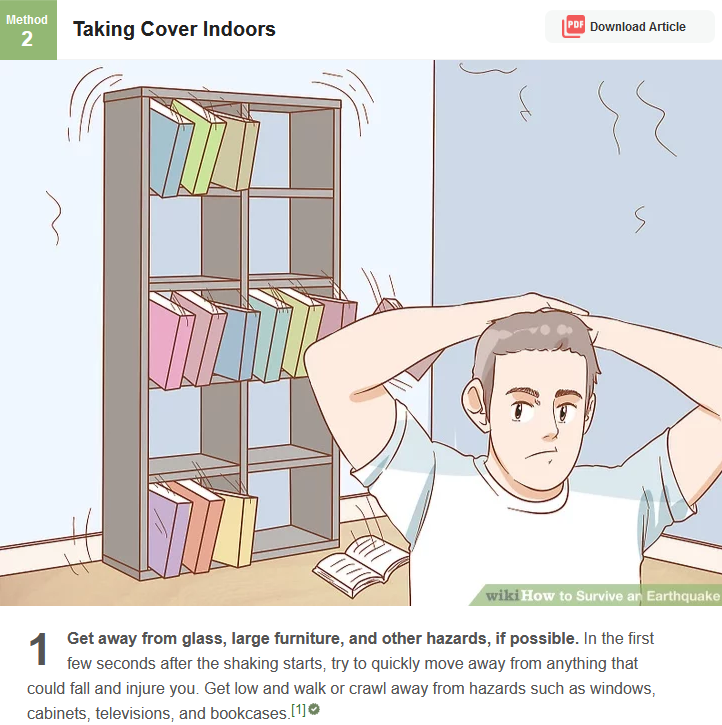 Method
2
Taking Cover Indoors
PDF
Download Article
wikiHow to Survive an Earthquake
1
Get away from glass, large furniture, and other hazards, if possible. In the first
few seconds after the shaking starts, try to quickly move away from anything that
could fall and injure you. Get low and walk or crawl away from hazards such as windows,
cabinets, televisions, and bookcases.[1]